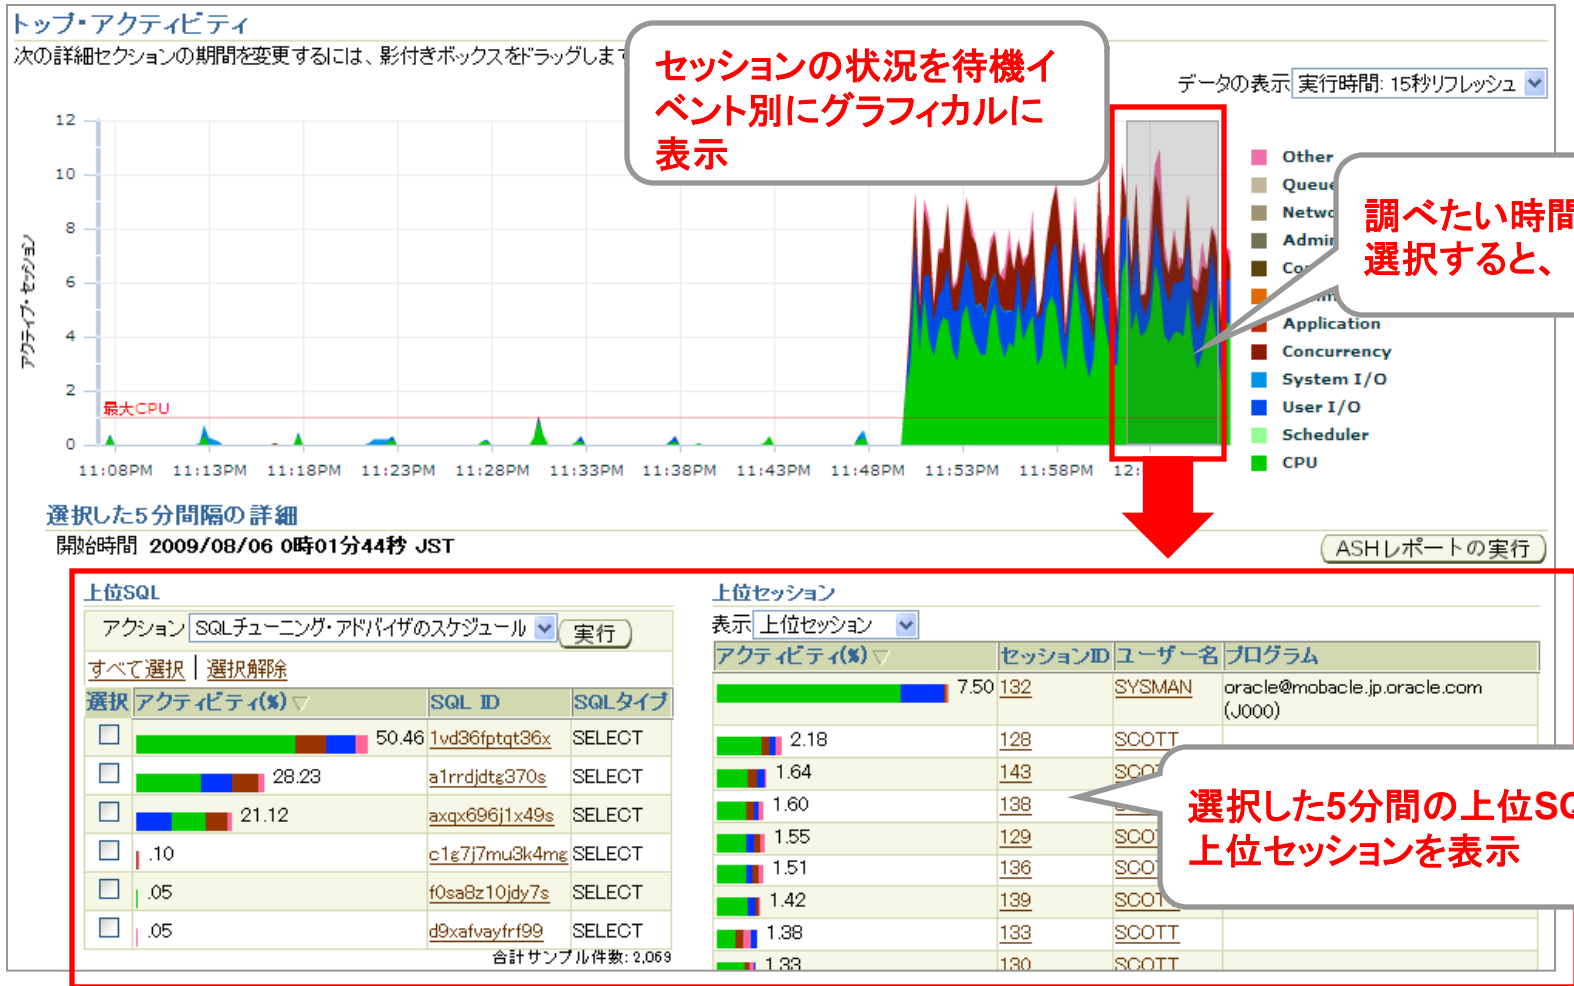 トップ・アクティビティ
次の詳細セクションの期間を変更するには、影付きボックスをドラッグします
セッションの状況を待機イ
ベント別にグラフィカルに
表示
データの表示 実行時間: 15秒リフレッシュ
アクティブ・セッション
12
10
8
6
4
2
0
最大CPU
11:08PM 11:13PM 11:18PM 11:23PM 11:28PM 11:33PM 11:38PM 11:43PM 11:48PM 11:53PM 11:58PM 12:
Other
Queue
Netwo
Admin
Co
Application
Concurrency
System I/O
User I/O
Scheduler
CPU
調べたい時間
選択すると、
選択した5分間隔の詳細
開始時間 2009/08/06 0時01分44秒 JST
ASHレポートの実行
上位SQL
アクション SQLチューニング・アドバイザのスケジュール 実行
すべて選択 | 選択解除
選択 アクティビティ(%) SQL ID SQLタイプ
50.46 1vd36fptqt36x SELECT
28.23 a1rrdjdtg370s SELECT
21.12 axqx696j1x49s SELECT
.10 c1g7j7mu3k4mg SELECT
.05 f0sa8z10jdy7s SELECT
.05 d9xafvayfrf99 SELECT
合計サンプル件数: 2,069
上位セッション
表示 上位セッション
アクティビティ(%) セッションID ユーザー名 プログラム
7.50 132 SYSMAN oracle@mobacle.jp.oracle.com
(J000)
2.18 128 SCOTT
1.64 143 SCOT
1.60 138 S
1.55 129 SCO
1.51 136 SCO
1.42 139 SCOT
1.38 133 SCOTT
1.33 130 SCOTT
選択した5分間の上位SQ
上位セッションを表示